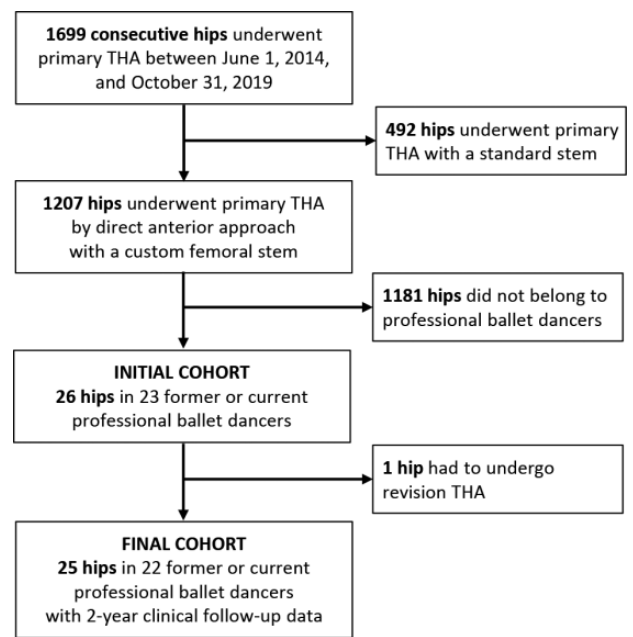 1699 consecutive hips underwent
primary THA between June 1, 2014,
and October 31, 2019
492 hips underwent primary
THA with a standard stem
1207 hips underwent primary THA
by direct anterior approach
with a custom femoral stem
1181 hips did not belong to
professional ballet dancers
INITIAL COHORT
26 hips in 23 former or current
professional ballet dancers
1 hip had to undergo
revision THA
FINAL COHORT
25 hips in 22 former or current
professional ballet dancers
with 2-year clinical follow-up data